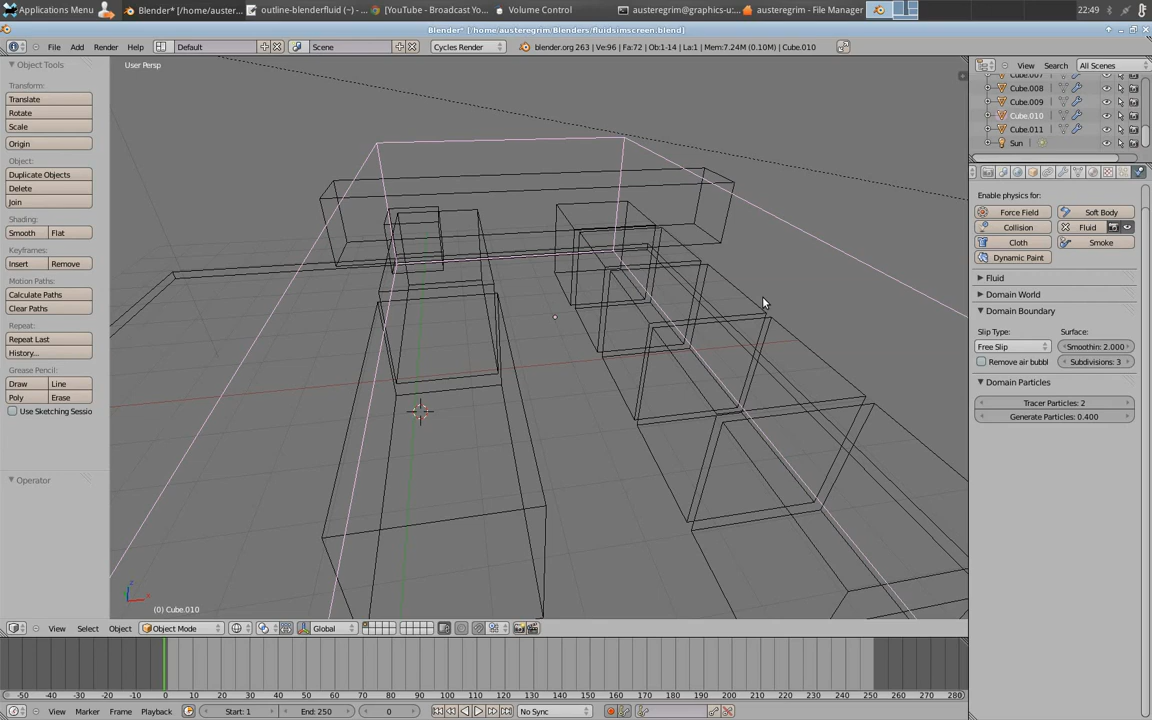 Applications Menu
Blender* [/home/auster...
outline-blenderfluid (~) - ...
[YouTube - Broadcast Yo...
Volume Control
austeregrim@graphics-u:...
austeregrim - File Manager
22:49
Blender* [/home/austeregrim/Blenders/fluidsimscreen.blend]
File Add Render Help
Default
Scene
Cycles Render
blender.org 263 | Ve:96 | Fa:72 | Ob:1-14 | La:1 | Mem:7.24M (0.10M) | Cube.010
View Search All Scenes
Object Tools
User Persp
Cube.007
Cube.008
Cube.009
Cube.010
Cube.011
Sun
Transform:
Translate
Rotate
Scale
Origin
Object:
Duplicate Objects
Delete
Join
Shading:
Smooth Flat
Keyframes:
Insert Remove
Motion Paths:
Calculate Paths
Clear Paths
Repeat:
Repeat Last
History...
Grease Pencil:
Draw Line
Poly Erase
Use Sketching Sessio
Operator
Enable physics for:
Force Field Soft Body
Collision Fluid
Cloth Smoke
Dynamic Paint
Fluid
Domain World
Domain Boundary
Slip Type: Surface:
Free Slip Smoothin: 2.000
Remove air bubbl Subdivisions: 3
Domain Particles
Tracer Particles: 2
Generate Particles: 0.400
z
x
(0) Cube.010
View Select Object Object Mode Global
-50 -40 -30 -20 -10 0 10 20 30 40 50 60 70 80 90 100 110 120 130 140 150 160 170 180 190 200 210 220 230 240 250 260 270 280
View Marker Frame Playback Start: 1 End: 250 0 No Sync